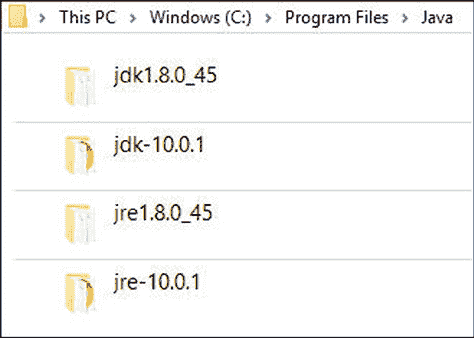 This PC > Windows (C:) > Program Files > Java
jdk1.8.0_45
jdk-10.0.1
jre1.8.0_45
jre-10.0.1